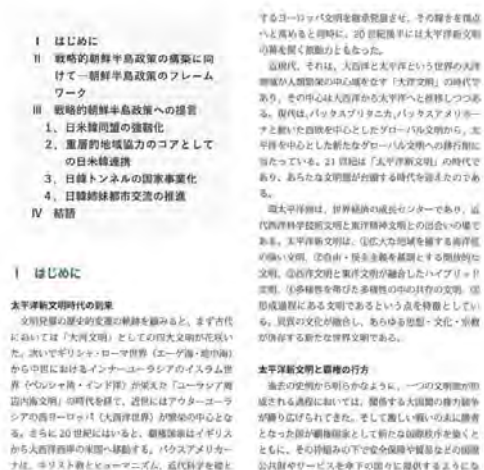 Ⅰ はじめに
Ⅱ 戦略的朝鮮半島政策の構築に向
けて―朝鮮半島政策のフレーム
ワーク
Ⅲ 戦略的朝鮮半島政策への提言
1、日米韓同盟の強靭化
2、重層的地域協力のコアとして
の日米韓連携
3、日韓トンネルの国家事業化
4、日韓姉妹都市交流の推進
Ⅳ 結語
Ⅰ はじめに
太平洋新文明時代の到来
文明発展の歴史的変遷の軌跡を顧みると、まず古代
においては「大河文明」としての四大文明が花咲い
た。次いでギリシャ・ローマ世界（エーゲ海・地中海）
から中世におけるインナーユーラシアのイスラム世
界（ペルシャ湾・インド洋）が栄えた「ユーラシア周
辺内海文明」の時代を経て、近世にはアウターユーラ
シアの西ヨーロッパ（大西洋世界）が繁栄の中心とな
る。さらに20世紀にはいると、覇権国家はイギリス
から大西洋西岸の米国へ移動する。パクスアメリカー
ナは、キリスト教とヒューマニズム、近代科学を礎と
するヨーロッパ文明を継承発展させ、その輝きを頂点
へと高めると同時に、20世紀後半には太平洋新文明
の幕を開く原動力ともなった。
近現代、それは、大西洋と太平洋という世界の大洋
領域が人類繁栄の中心域をなす「大洋文明」の時代で
あり、その中心は大西洋から太平洋へと推移しつつあ
る。現代は、パックスブリタニカ、パックスアメリカー
ナと続いた西欧を中心としたグローバル文明から、太
平洋を中心とした新たなグローバル文明への移行期に
当たっている。21世紀は「太平洋新文明」の時代で
あり、あらたな文明圏が台頭する時代を迎えたのであ
る。
環太平洋圏は、世界経済の成長センターであり、近
代西洋科学技術文明と東洋精神文明との出会いの場で
ある。太平洋新文明は、①広大な地域を擁する海洋性
の強い文明、②自由・民主主義を基調とする開放的な
文明、③西洋文明と東洋文明が融合したハイブリッド
文明、④多様性を帯びた多様性の中の共存の文明、⑤
形成過程にある文明であるという点を特徴としてい
る。異質の文化が融合し、あらゆる思想・文化・宗教
が併存する新たな世界文明である。
太平洋新文明と覇権の行方
過去の史例から明らかなように、一つの文明圏が形
成される過程においては、関係する大国間の権力競争
が繰り広げられてきた。そして激しい戦いの末に勝者
となった国が覇権国家として新たな国際秩序を築くと
ともに、その枠組みの下で安全保障や貿易などの国際
公共財やサービスを傘下の国々に提供するようにな